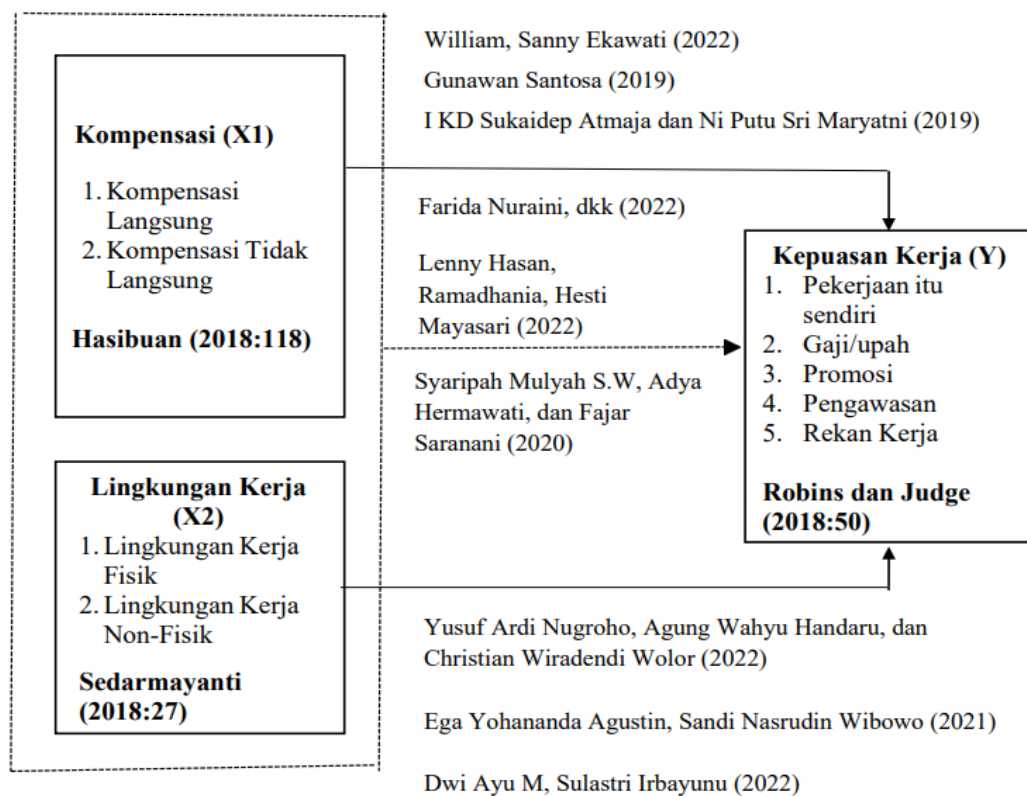 William, Sanny Ekawati (2022)
Gunawan Santosa (2019)
I KD Sukaidep Atmaja dan Ni Putu Sri Maryatni (2019)
Kompensasi (X1)
1. Kompensasi
Langsung
2. Kompensasi Tidak
Langsung
Hasibuan (2018:118)
Farida Nuraini, dkk (2022)
Lenny Hasan,
Ramadhania, Hesti
Mayasari (2022)
Syaripah Mulyah S.W, Adya
Hermawati, dan Fajar
Saranani (2020)
Kepuasan Kerja (Y)
1. Pekerjaan itu
sendiri
2. Gaji/upah
3. Promosi
4. Pengawasan
5. Rekan Kerja
Robins dan Judge
(2018:50)
Lingkungan Kerja
(X2)
1. Lingkungan Kerja
Fisik
2. Lingkungan Kerja
Non-Fisik
Sedarmayanti
(2018:27)
Yusuf Ardi Nugroho, Agung Wahyu Handaru, dan
Christian Wiradendi Wolor (2022)
Ega Yohananda Agustin, Sandi Nasrudin Wibowo (2021)
Dwi Ayu M, Sulastri Irbayunu (2022)